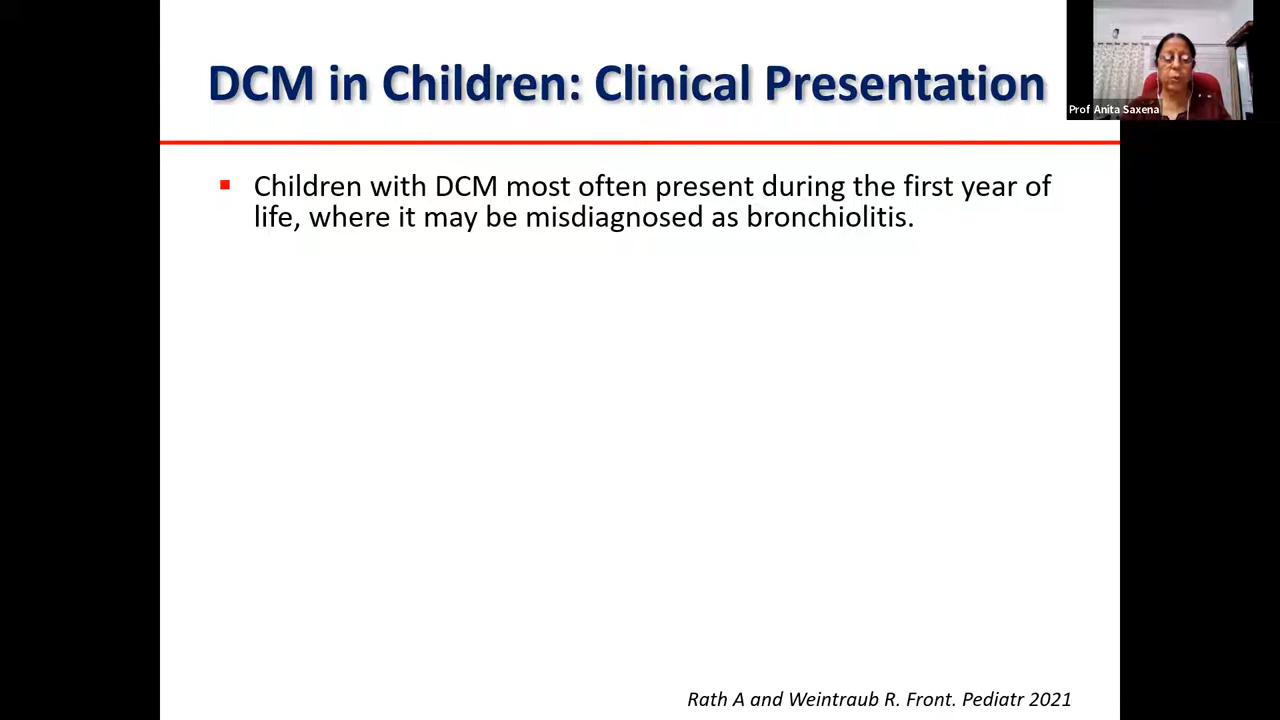 DCM in Children: Clinical Presentation
Prof Anita Saxena
▪ Children with DCM most often present during the first year of
life, where it may be misdiagnosed as bronchiolitis.
Rath A and Weintraub R. Front. Pediatr 2021